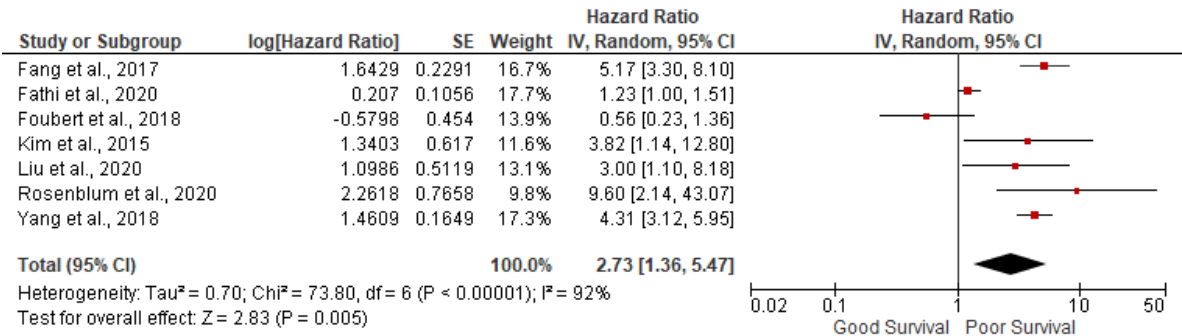 Hazard Ratio Hazard Ratio
Study or Subgroup log[Hazard Ratio] SE Weight IV, Random, 95% CI IV, Random, 95% CI
Fang et al., 2017 1.6429 0.2291 16.7% 5.17 [3.30, 8.10]
Fathi et al., 2020 0.207 0.1056 17.7% 1.23 [1.00, 1.51]
Foubert et al., 2018 -0.5798 0.454 13.9% 0.56 [0.23, 1.36]
Kim et al., 2015 1.3403 0.617 11.6% 3.82 [1.14, 12.80]
Liu et al., 2020 1.0986 0.5119 13.1% 3.00 [1.10, 8.18]
Rosenblum et al., 2020 2.2618 0.7658 9.8% 9.60 [2.14, 43.07]
Yang et al., 2018 1.4609 0.1649 17.3% 4.31 [3.12, 5.95]
Total (95% CI) 100.0% 2.73 [1.36, 5.47]
Heterogeneity: Tau² = 0.70; Chi² = 73.80, df = 6 (P < 0.00001); I² = 92%
Test for overall effect: Z = 2.83 (P = 0.005)
0.02 0.1 1 10 50
Good Survival Poor Survival